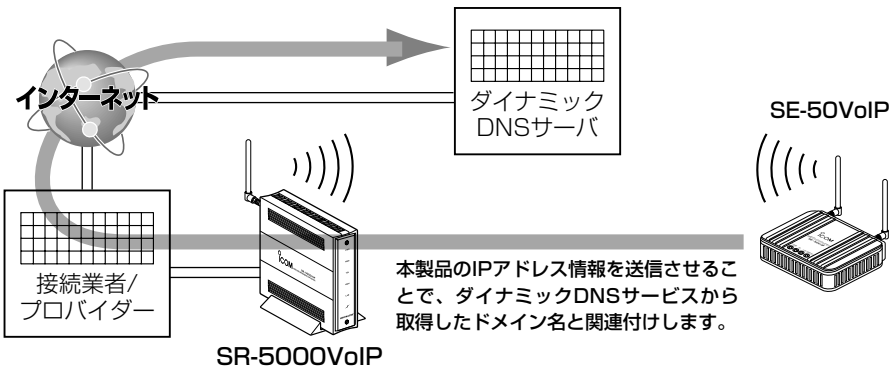 インターネット
ダイナミック
DNSサーバ
SE-50VoIP
接続業者/
プロバイダー
ICOM
本製品のIPアドレス情報を送信させるこ
とで、ダイナミックDNSサービスから
取得したドメイン名と関連付けします。
SR-5000VoIP